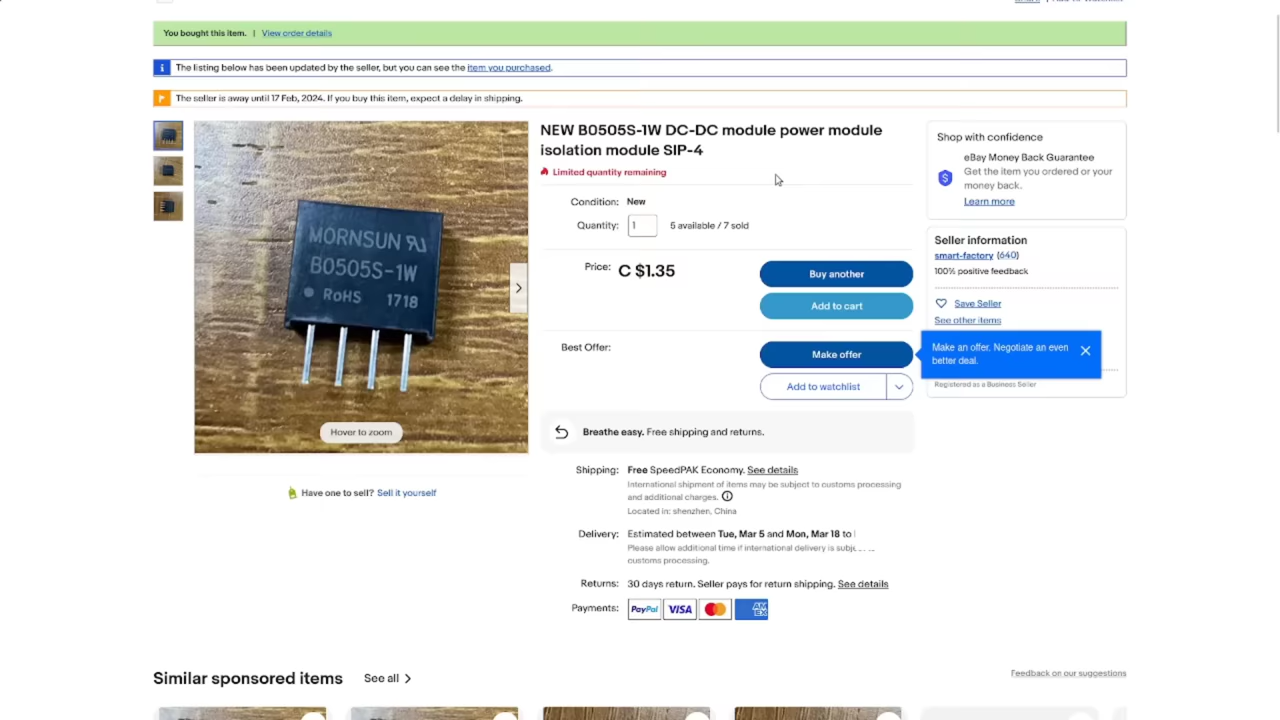 You bought this item. | View order details
The listing below has been updated by the seller, but you can see the item you purchased.
The seller is away until 17 Feb, 2024. If you buy this item, expect a delay in shipping.
NEW B0505S-1W DC-DC module power module
isolation module SIP-4
Limited quantity remaining
Condition: New
Quantity: 1 5 available / 7 sold
Price: C $1.35
Buy another
Add to cart
Best Offer:
Make offer
Add to watchlist
MORNSUN
B0505S-1W
RoHS 1718
Hover to zoom
Have one to sell? Sell it yourself
Breathe easy. Free shipping and returns.
Shipping: Free SpeedPAK Economy. See details
International shipment of items may be subject to customs processing
and additional charges.
Located in: shenzhen, China
Delivery: Estimated between Tue, Mar 5 and Mon, Mar 18 to
Please allow additional time if international delivery is
customs processing.
Returns: 30 days return. Seller pays for return shipping. See details
Payments: PayPal VISA AMEX
Shop with confidence
eBay Money Back Guarantee
Get the item you ordered or your
money back.
Learn more
Seller information
smart-factory (640)
100% positive feedback
Save Seller
See other items
Make an offer. Negotiate an even
better deal.
Registered as a Business Seller
Similar sponsored items See all
Feedback on our suggestions